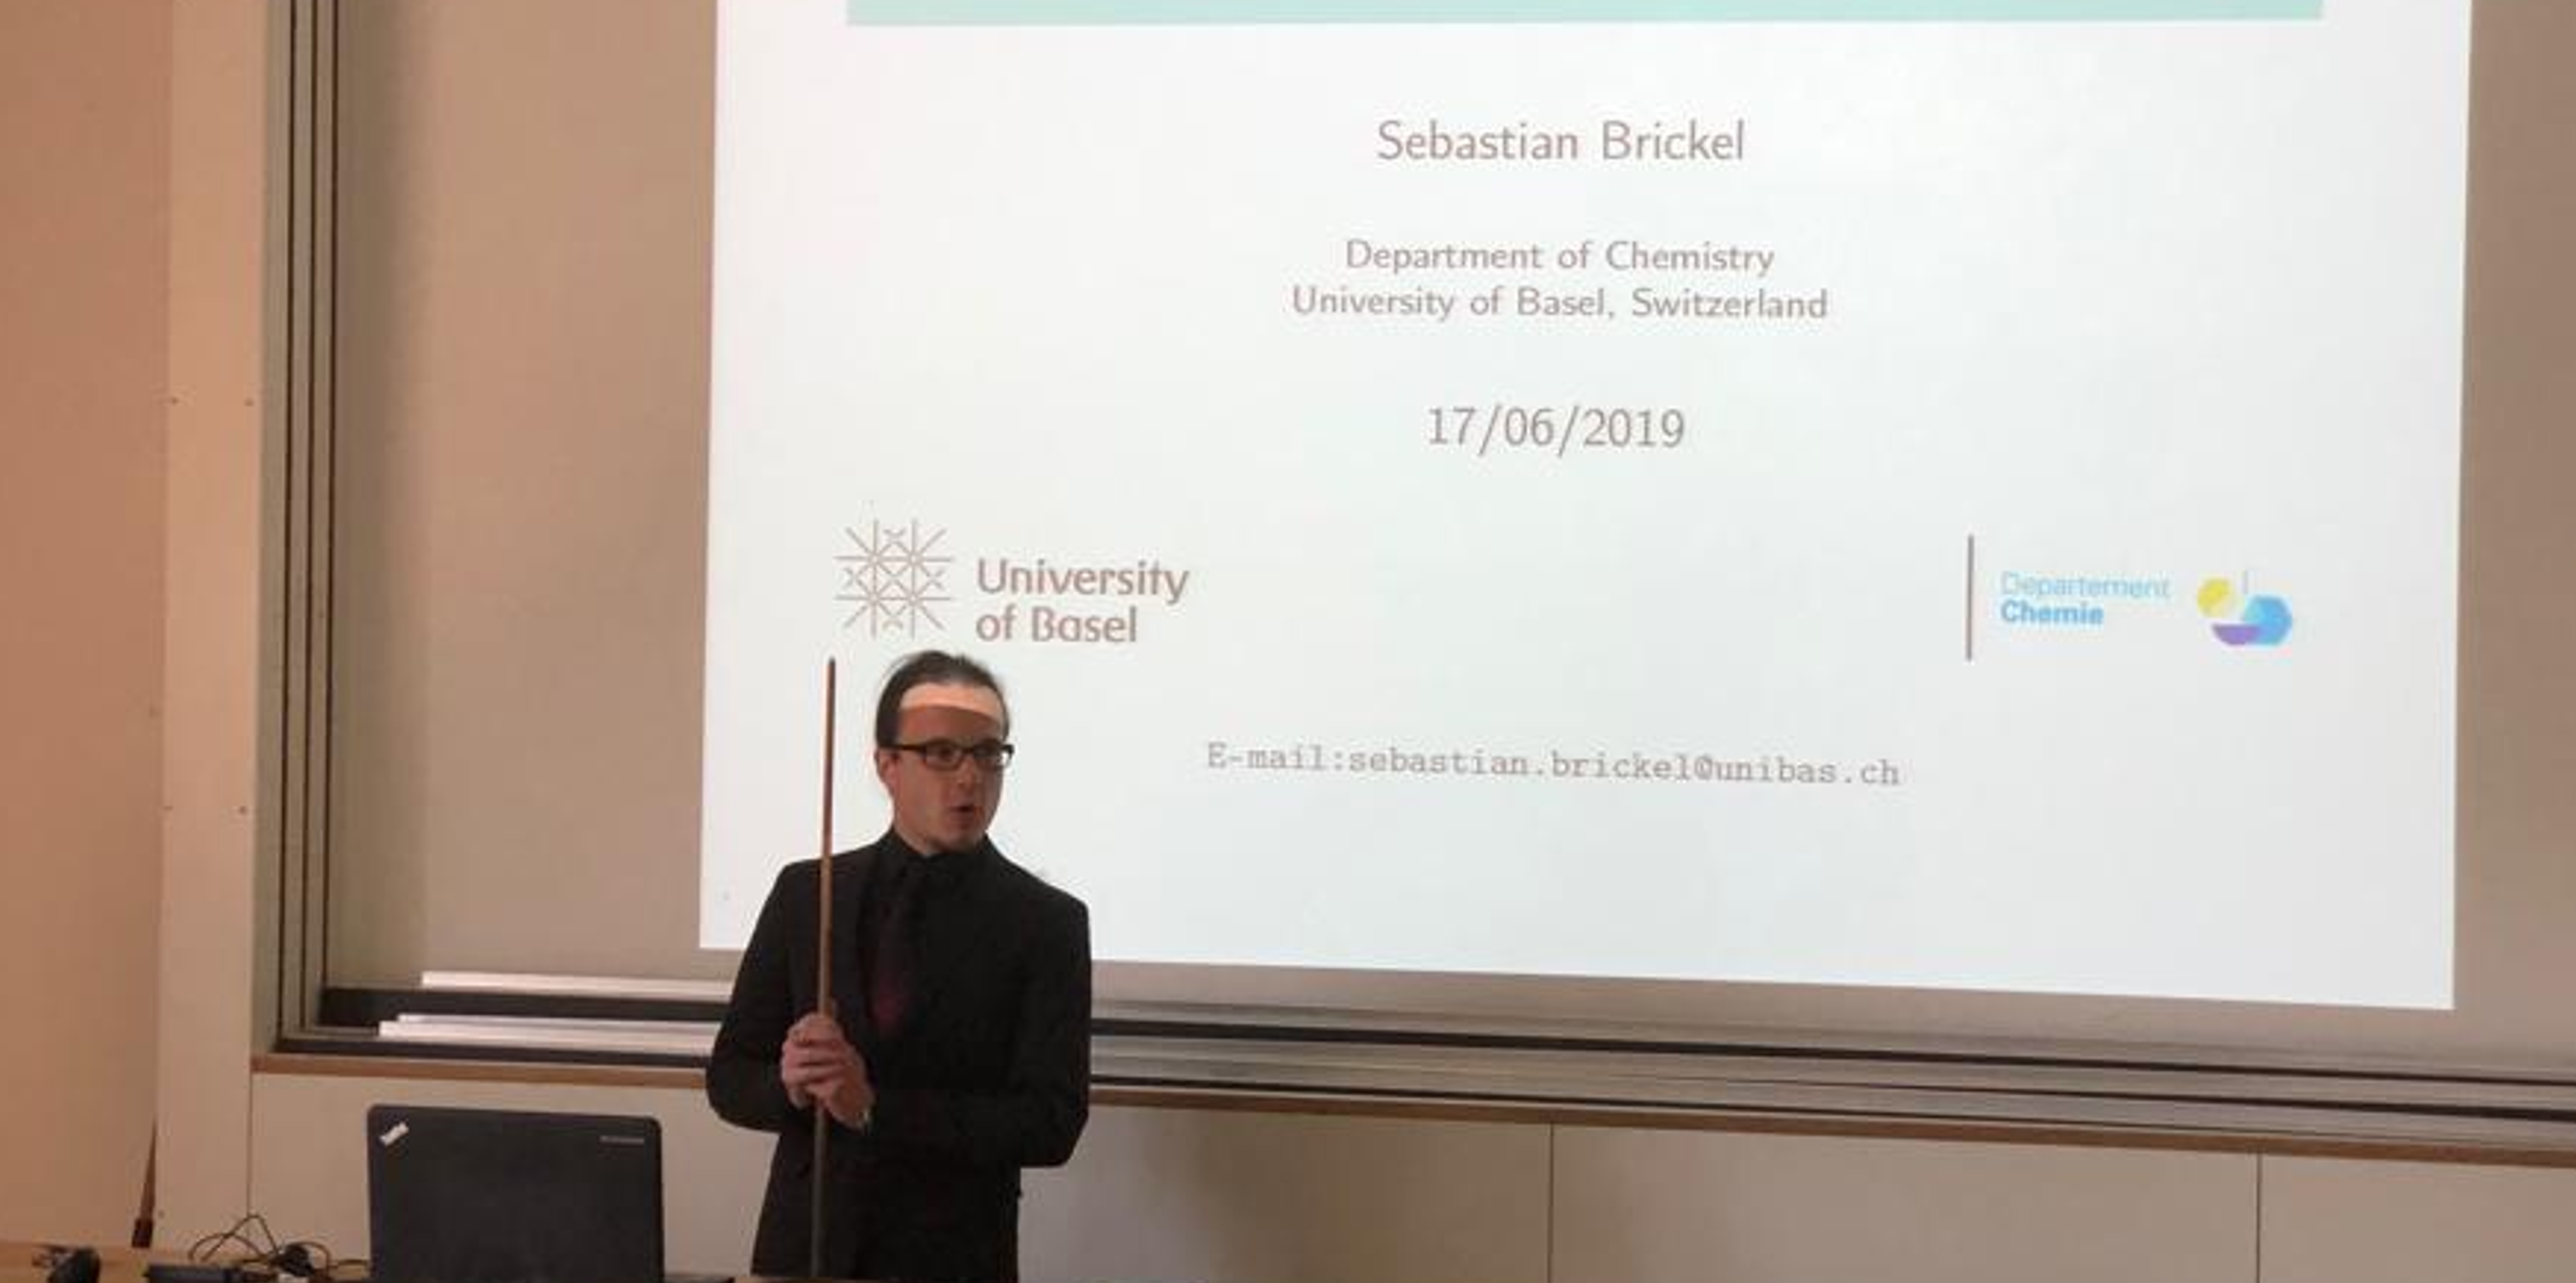 Sebastian Brickel
Department of Chemistry
University of Basel, Switzerland
17/06/2019
University
of Basel
Departement
Chemie
E-mail:sebastian.brickel@unibas.ch